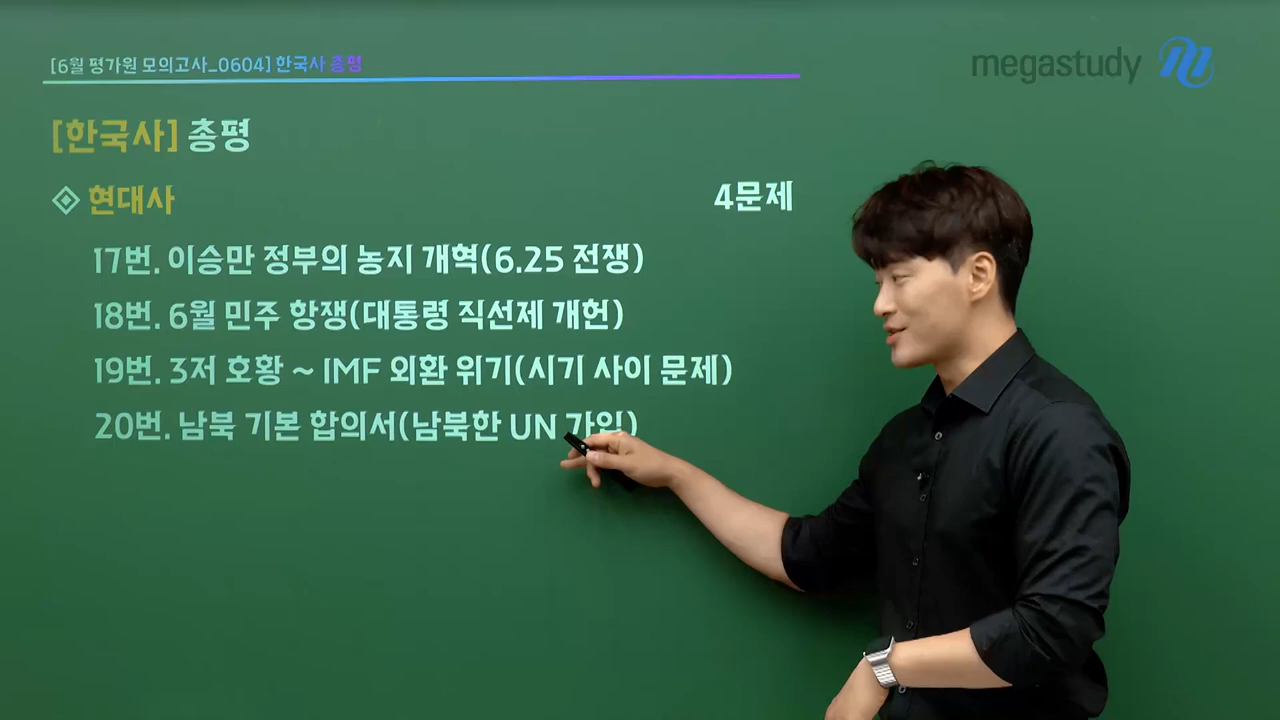 [6월 평가원 모의고사_0604] 한국사 총평
megastudy
[한국사] 총평
현대사 4문제
17번. 이승만 정부의 농지 개혁(6.25 전쟁)
18번. 6월 민주 항쟁(대통령 직선제 개헌)
19번. 3저 호황 ~ IMF 외환 위기(시기 사이 문제)
20번. 남북 기본 합의서(남북한 UN 가입)